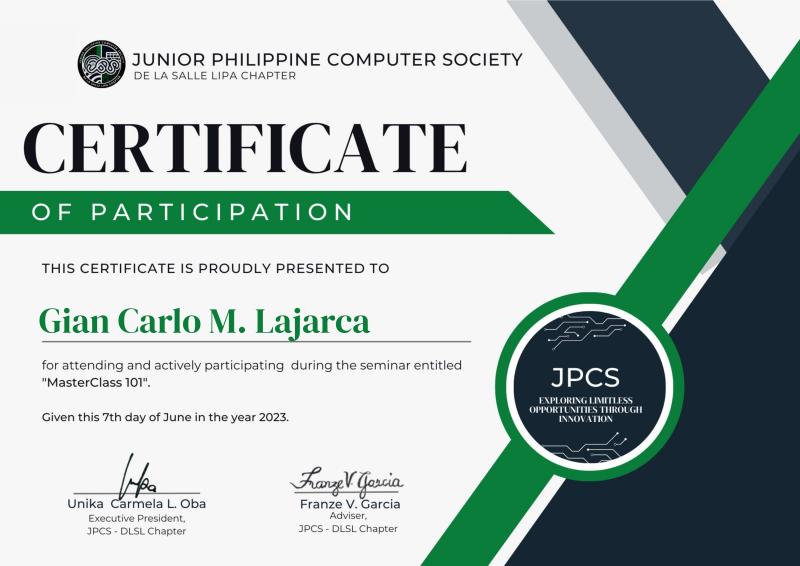 JUNIOR PHILIPPINE COMPUTER SOCIETY
DE LA SALLE LIPA CHAPTER
CERTIFICATE
OF PARTICIPATION
THIS CERTIFICATE IS PROUDLY PRESENTED TO
Gian Carlo M. Lajarca
for attending and actively participating during the seminar entitled
"MasterClass 101".
Given this 7th day of June in the year 2023.
JPCS
EXPLORING LIMITLESS
OPPORTUNITIES THROUGH
INNOVATION
Unika Carmela L. Oba
Executive President,
JPCS - DLSL Chapter
Franze V. Garcia
Franze V. Garcia
Adviser,
JPCS - DLSL Chapter